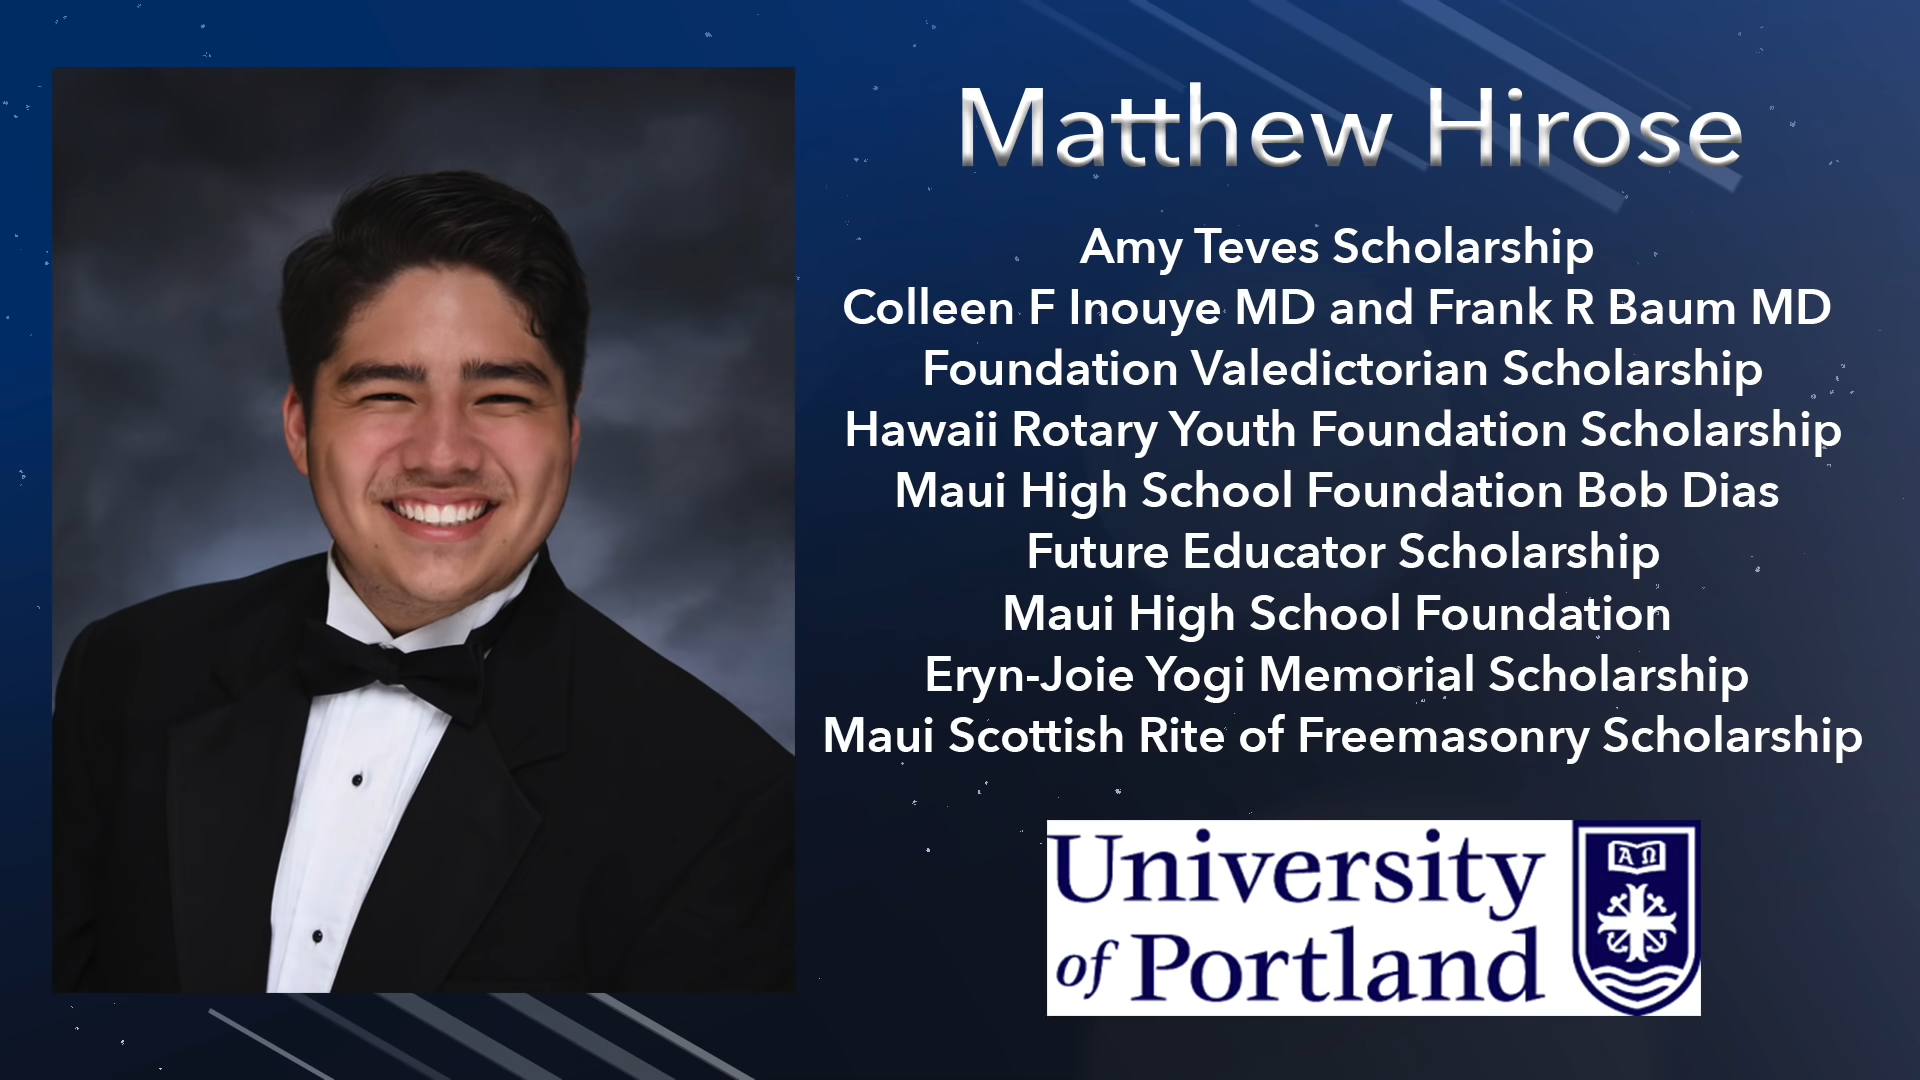 Matthew Hirose
Amy Teves Scholarship
Colleen F Inouye MD and Frank R Baum MD
Foundation Valedictorian Scholarship
Hawaii Rotary Youth Foundation Scholarship
Maui High School Foundation Bob Dias
Future Educator Scholarship
Maui High School Foundation
Eryn-Joie Yogi Memorial Scholarship
Maui Scottish Rite of Freemasonry Scholarship
University
of Portland
Α Ω